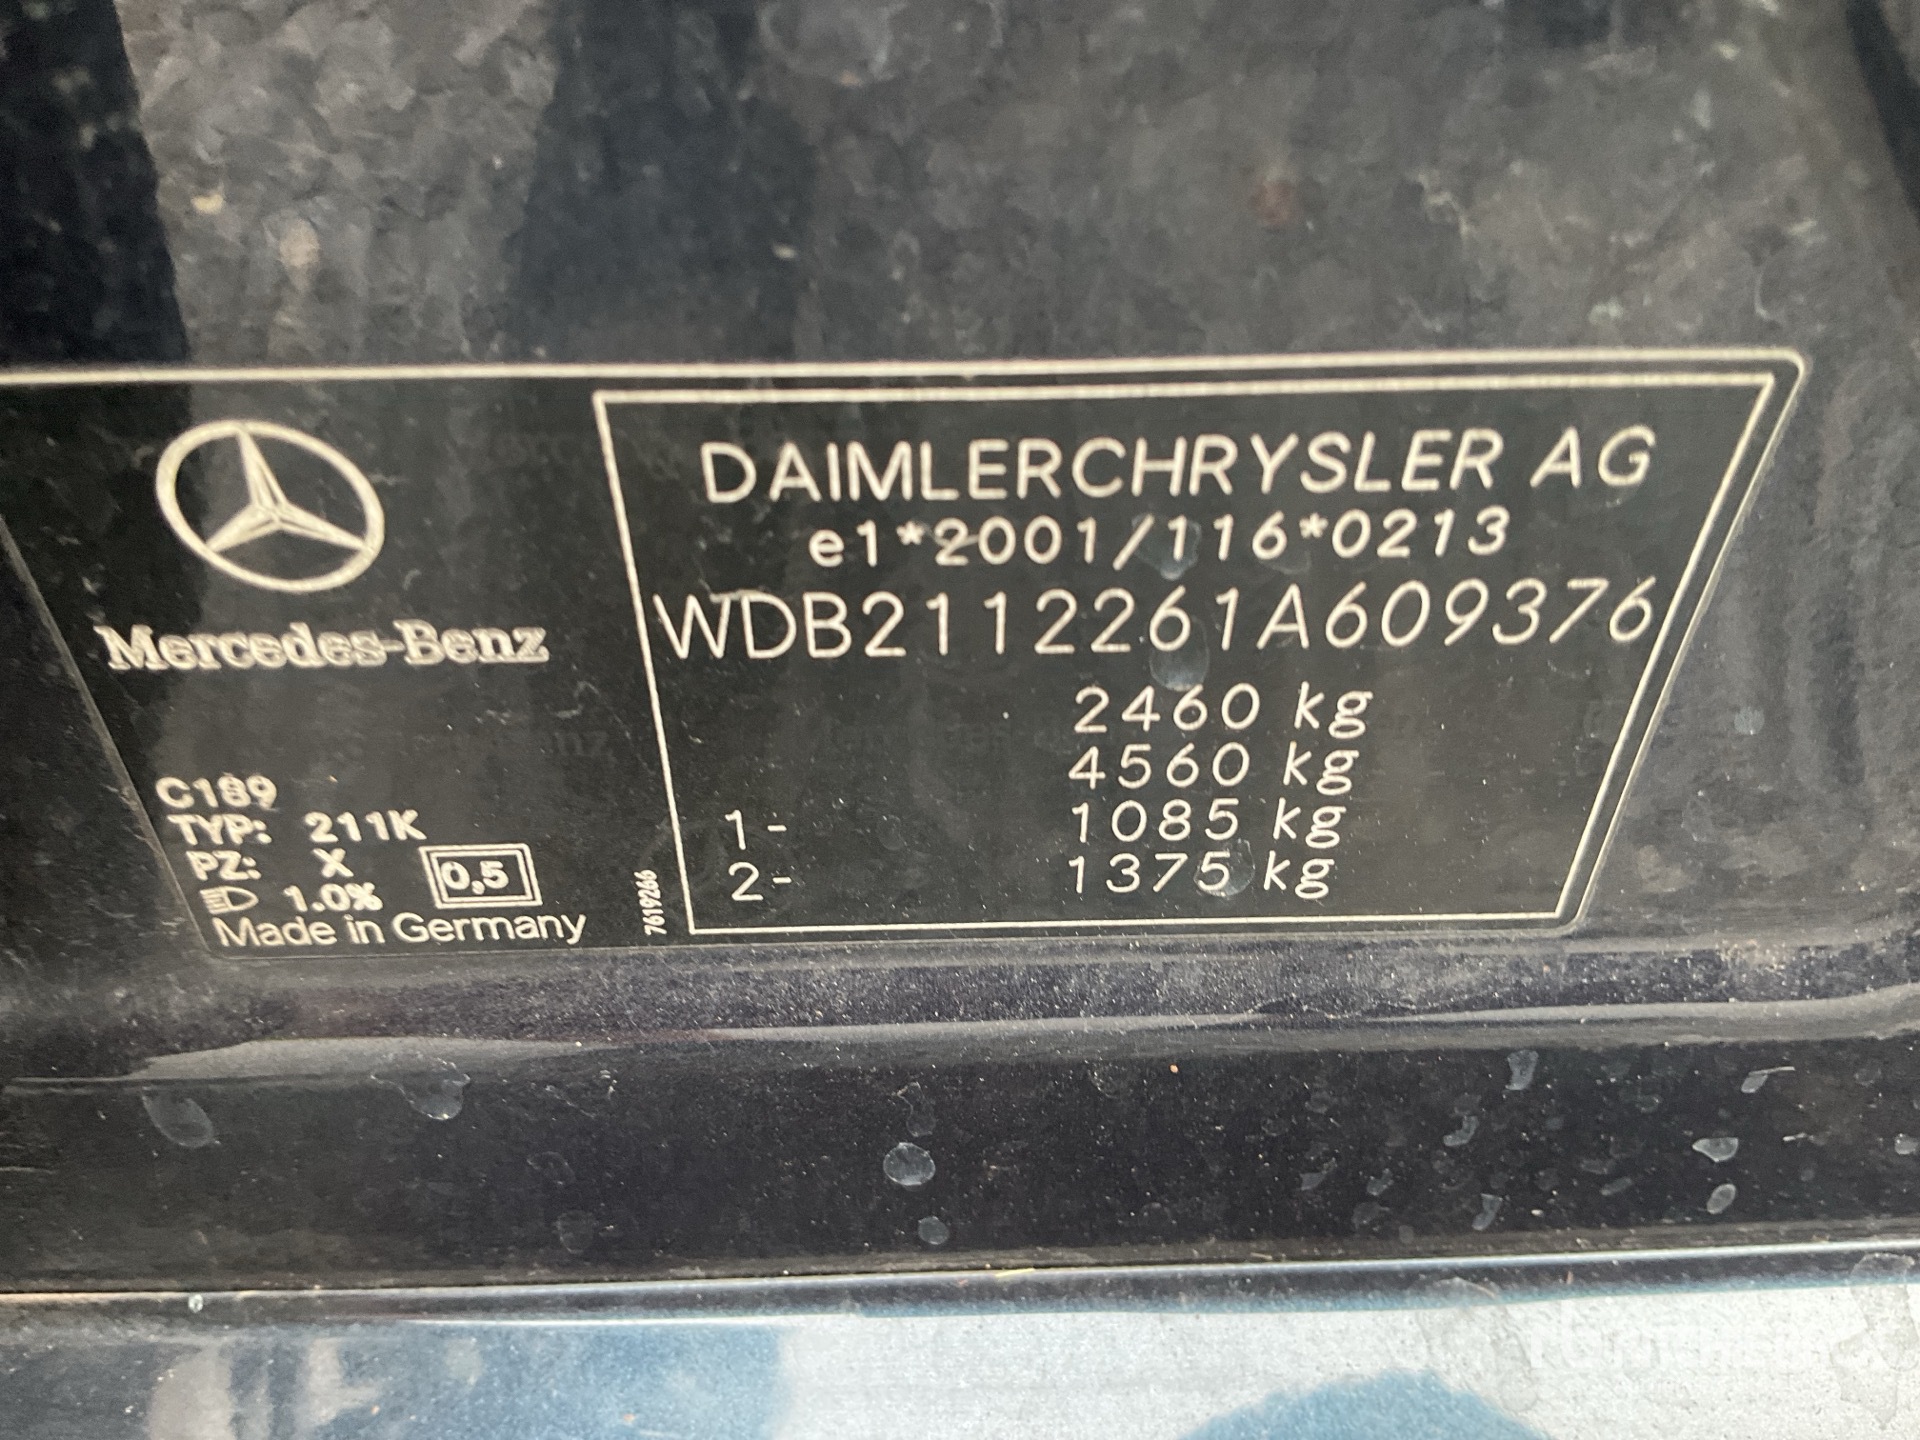 Mercedes-Benz
C189
TYP: 211K
PZ: X
1.0%
0,5
Made in Germany
7619266
DAIMLERCHRYSLER AG
e1*2001/116*0213
WDB2112261A609376
2460 kg
4560 kg
1- 1085 kg
2- 1375 kg